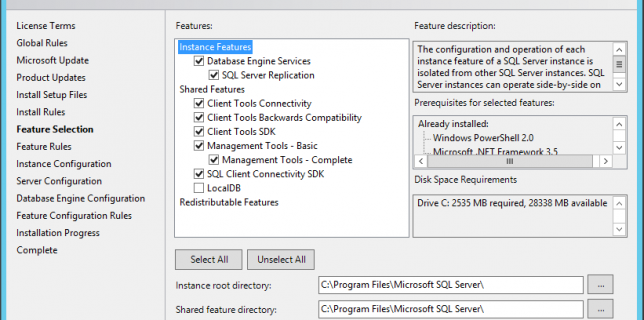 License Terms
Global Rules
Microsoft Update
Product Updates
Install Setup Files
Install Rules
Feature Selection
Feature Rules
Instance Configuration
Server Configuration
Database Engine Configuration
Feature Configuration Rules
Installation Progress
Complete
Features:
Instance Features
Database Engine Services
SQL Server Replication
Shared Features
Client Tools Connectivity
Client Tools Backwards Compatibility
Client Tools SDK
Management Tools - Basic
Management Tools - Complete
SQL Client Connectivity SDK
LocalDB
Redistributable Features
Feature description:
The configuration and operation of each
instance feature of a SQL Server instance is
isolated from other SQL Server instances. SQL
Server instances can operate side-by-side on
Prerequisites for selected features:
Already installed:
Windows PowerShell 2.0
Microsoft .NET Framework 3.5
Disk Space Requirements
Drive C: 2535 MB required, 28338 MB available
Select All
Unselect All
Instance root directory:
C:\Program Files\Microsoft SQL Server\
...
Shared feature directory:
C:\Program Files\Microsoft SQL Server\
...